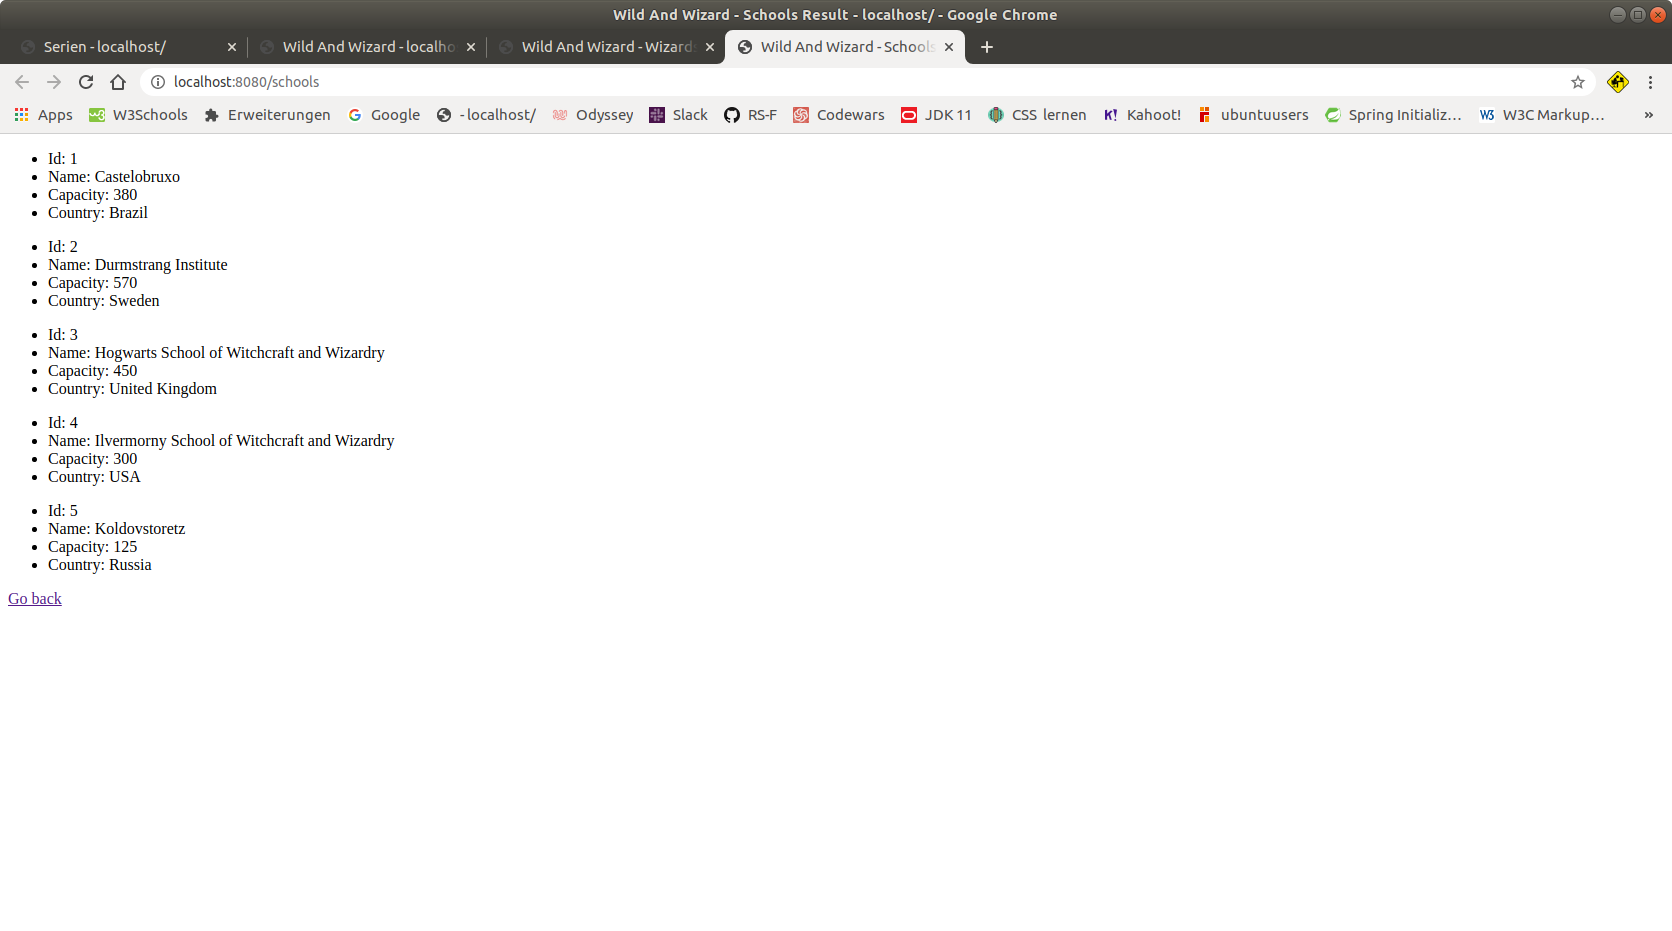 Wild And Wizard - Schools Result - localhost/ - Google Chrome
Serien - localhost/
Wild And Wizard - localho
Wild And Wizard - Wizard
Wild And Wizard - Schools
localhost:8080/schools
Apps
W3Schools
Erweiterungen
Google
- localhost/
Odyssey
Slack
RS-F
Codewars
JDK 11
CSS lernen
Kahoot!
ubuntuusers
Spring Initializ...
W3C Markup...
»
• Id: 1
• Name: Castelobruxo
• Capacity: 380
• Country: Brazil
• Id: 2
• Name: Durmstrang Institute
• Capacity: 570
• Country: Sweden
• Id: 3
• Name: Hogwarts School of Witchcraft and Wizardry
• Capacity: 450
• Country: United Kingdom
• Id: 4
• Name: Ilvermorny School of Witchcraft and Wizardry
• Capacity: 300
• Country: USA
• Id: 5
• Name: Koldovstoretz
• Capacity: 125
• Country: Russia
Go back